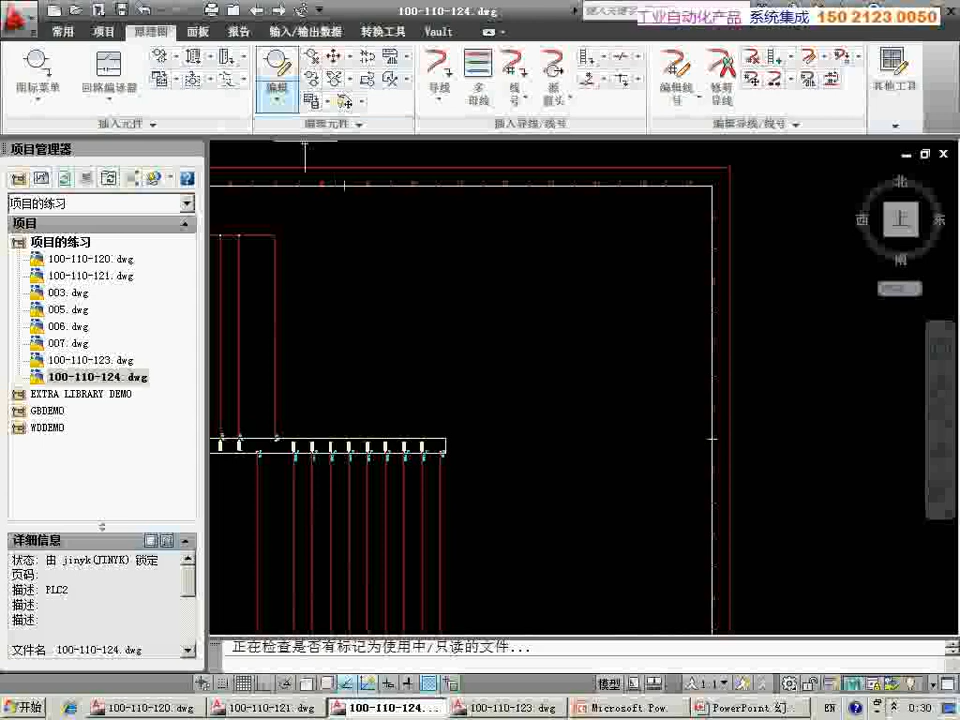 100-110-124.dwg
工业自动化产品 系统集成 150 2123 0050
常用 项目 原理图 面板 报告 输入/输出数据 转换工具 Vault
图标菜单 回路编译器 编辑 导线 多母线 线号 编辑线号 修剪导线 其他工具
插入元件 编辑元件 插入导线/线号 编辑导线/线号
项目管理器
项目的练习
项目
项目的练习
100-110-120.dwg
100-110-121.dwg
003.dwg
005.dwg
006.dwg
007.dwg
100-110-123.dwg
100-110-124.dwg
EXTRA LIBRARY DEMO
GBDEMO
WDDEMO
北
西 上 东
南
详细信息
状态: 由 jinyk(JINYK) 锁定
页码:
描述: PLC2
描述:
描述:
文件名 100-110-124.dwg
正在检查是否有标记为使用中/只读的文件...
模型 1:1
开始 100-110-120.dwg 100-110-121.dwg 100-110-124.... 100-110-123.dwg Microsoft Pow... EN 0:30